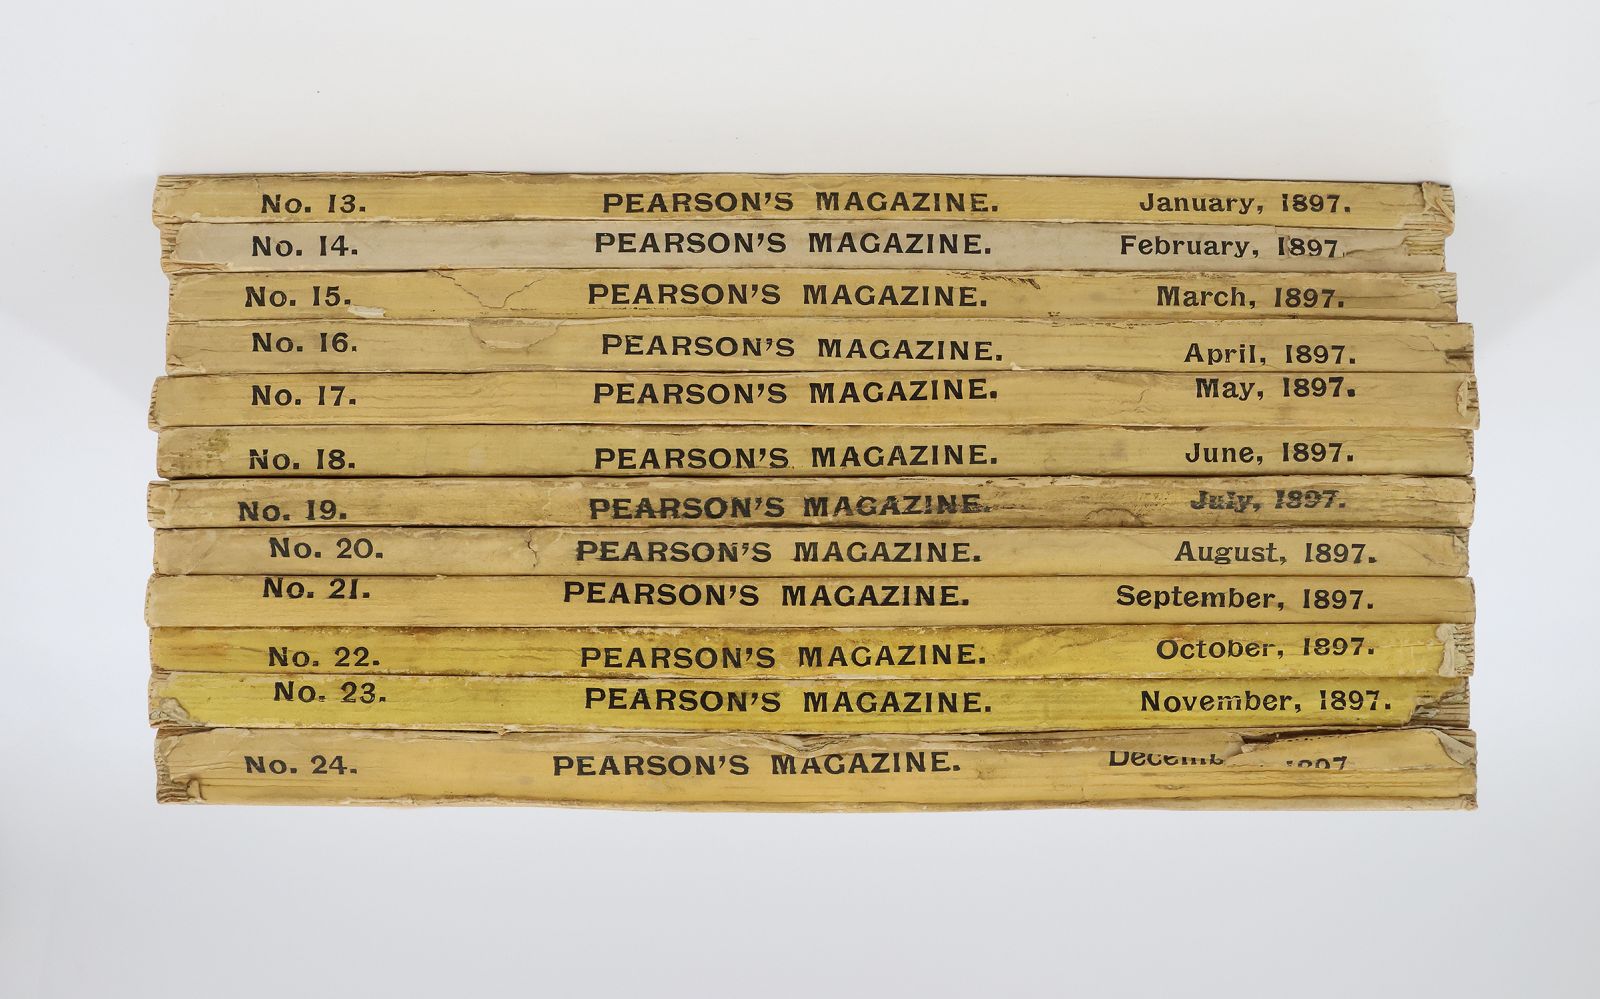 No. 13. PEARSON'S MAGAZINE. January, 1897.
No. 14. PEARSON'S MAGAZINE. February, 1897.
No. 15. PEARSON'S MAGAZINE. March, 1897.
No. 16. PEARSON'S MAGAZINE. April, 1897.
No. 17. PEARSON'S MAGAZINE. May, 1897.
No. 18. PEARSON'S MAGAZINE. June, 1897.
No. 19. PEARSON'S MAGAZINE. July, 1897.
No. 20. PEARSON'S MAGAZINE. August, 1897.
No. 21. PEARSON'S MAGAZINE. September, 1897.
No. 22. PEARSON'S MAGAZINE. October, 1897.
No. 23. PEARSON'S MAGAZINE. November, 1897.
No. 24. PEARSON'S MAGAZINE.